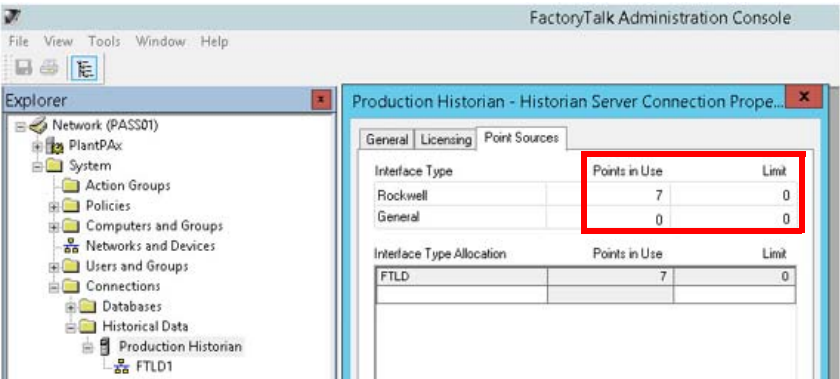 FactoryTalk Administration Console
File View Tools Window Help
Explorer
Network (PASS01)
PlantPAx
System
Action Groups
Policies
Computers and Groups
Networks and Devices
Users and Groups
Connections
Databases
Historical Data
Production Historian
FTLD1
Production Historian - Historian Server Connection Prope...
General Licensing Point Sources
Interface Type Points in Use Limit
Rockwell 7 0
General 0 0
Interface Type Allocation Points in Use Limit
FTLD 7 0